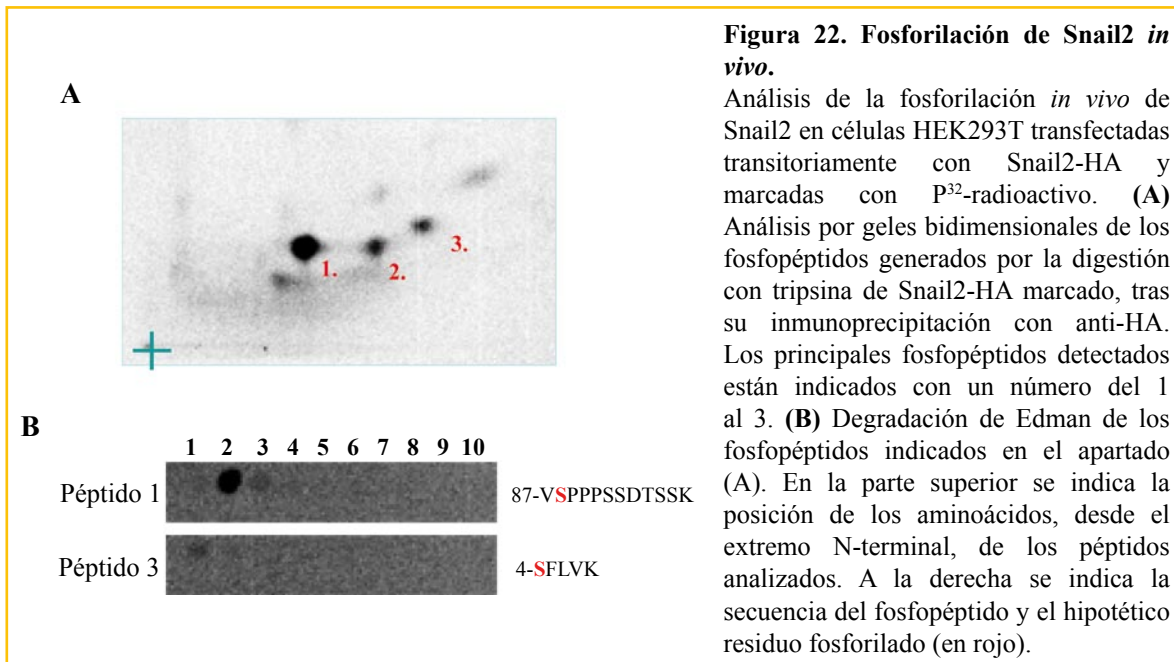 A
1.
2.
3.
B
1 2 3 4 5 6 7 8 9 10
Péptido 1
87-VSPPPSSDTSSK
Péptido 3
4-SFLVK
Figura 22. Fosforilación de Snail2 in
vivo.
Análisis de la fosforilación in vivo de
Snail2 en células HEK293T transfectadas
transitoriamente con Snail2-HA y
marcadas con P³²-radioactivo. (A)
Análisis por geles bidimensionales de los
fosfopéptidos generados por la digestión
con tripsina de Snail2-HA marcado, tras
su inmunoprecipitación con anti-HA.
Los principales fosfopéptidos detectados
están indicados con un número del 1
al 3. (B) Degradación de Edman de los
fosfopéptidos indicados en el apartado
(A). En la parte superior se indica la
posición de los aminoácidos, desde el
extremo N-terminal, de los péptidos
analizados. A la derecha se indica la
secuencia del fosfopéptido y el hipotético
residuo fosforilado (en rojo).